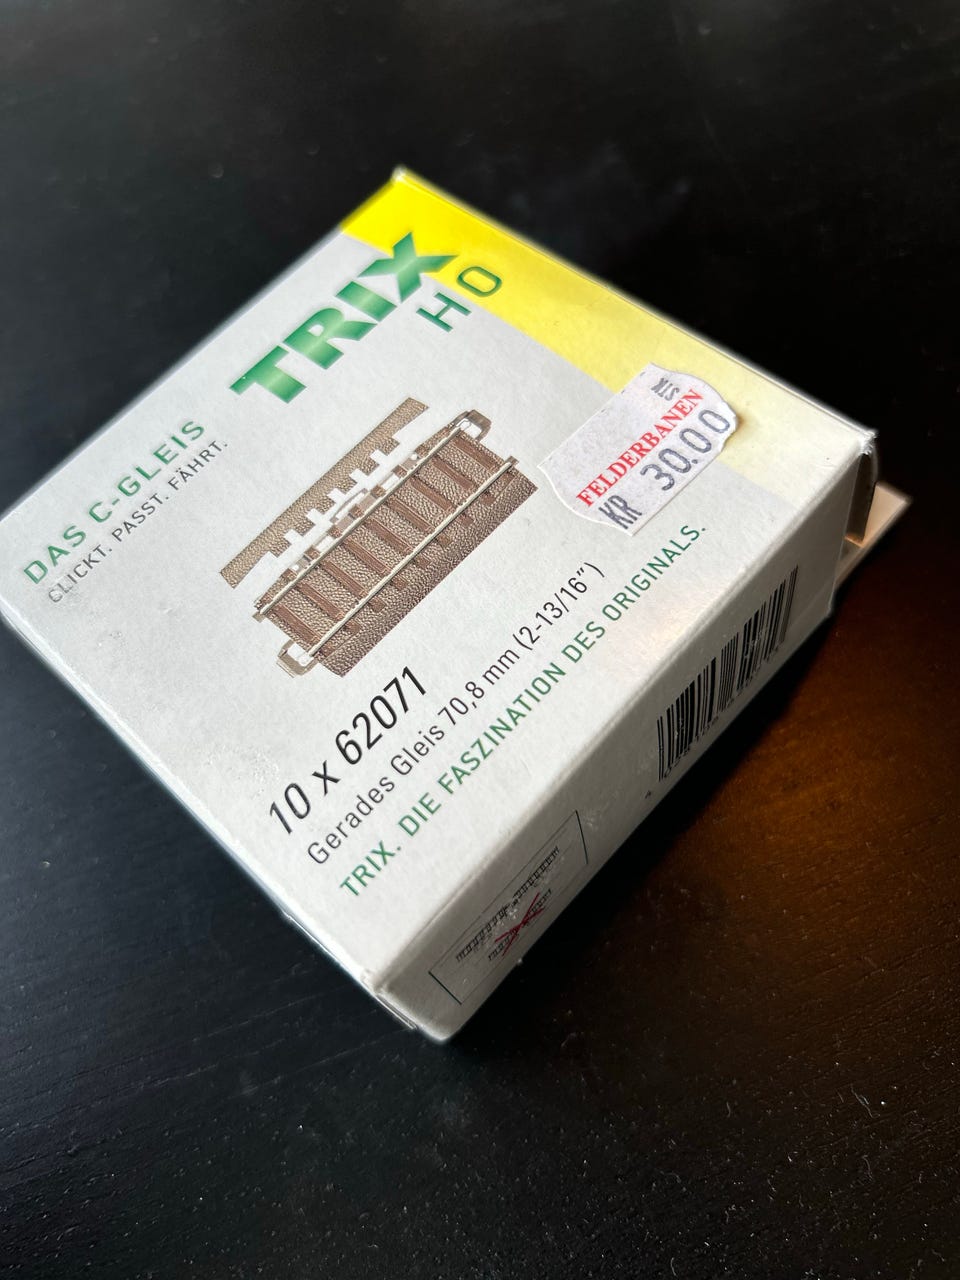 TRIX
H0
DAS C-GLEIS
CLICKT. PASST. FÄHRT.
FELDERBANEN
KR 30.00
10 x 62071
Gerades Gleis 70,8 mm (2-13/16")
TRIX. DIE FASZINATION DES ORIGINALS.